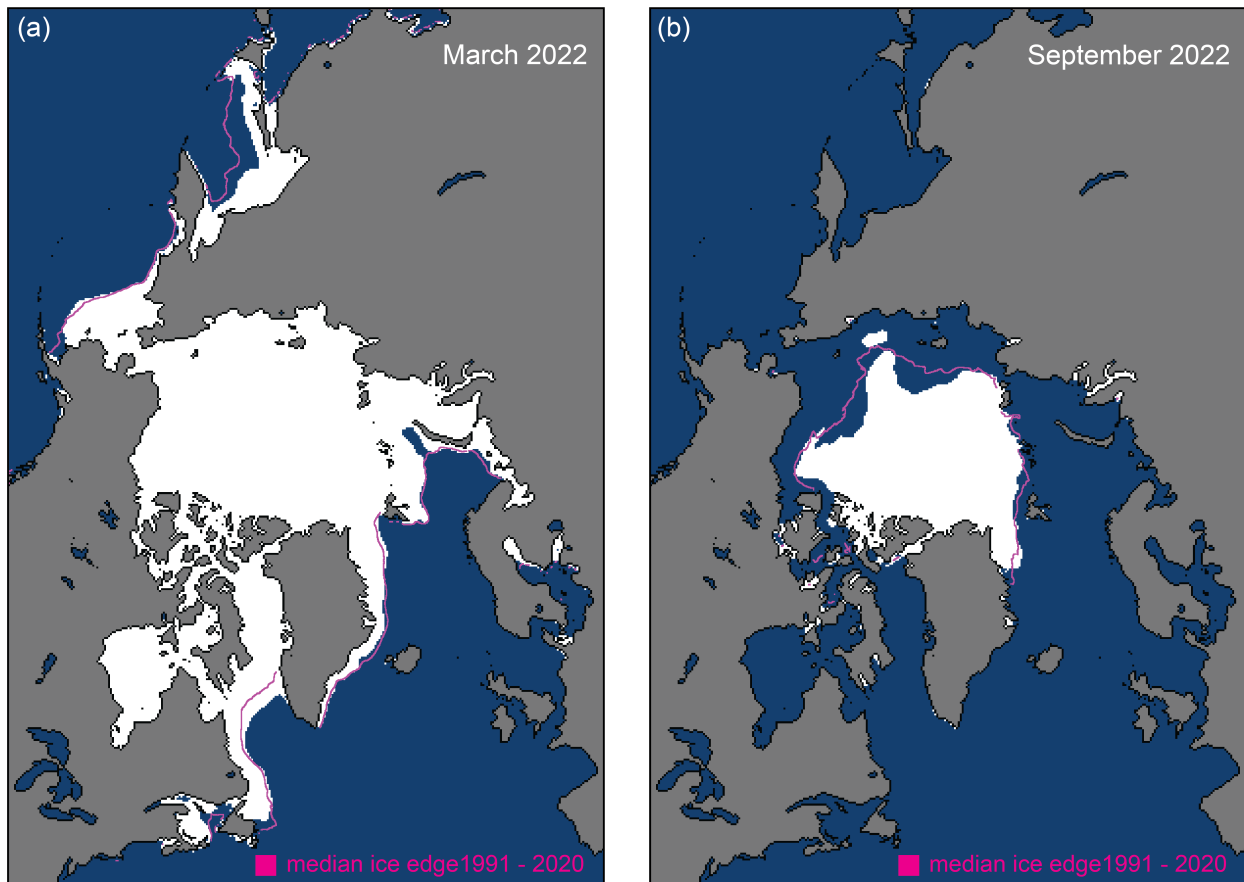 (a)
March 2022
median ice edge1991 - 2020
(b)
September 2022
median ice edge1991 - 2020